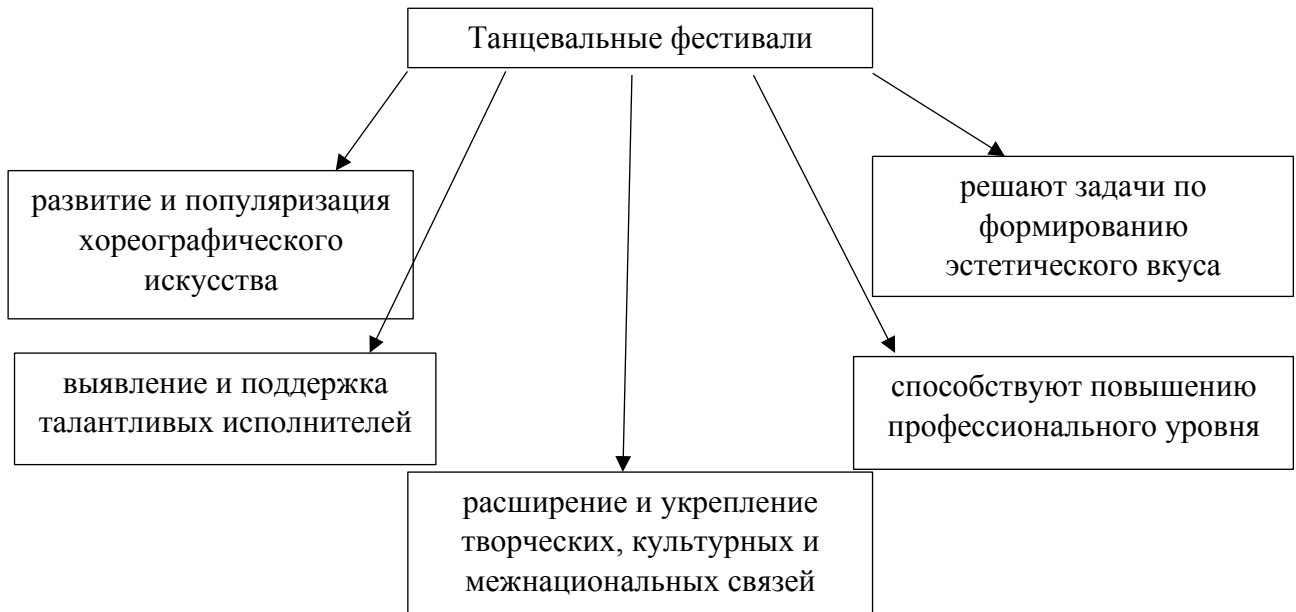 Танцевальные фестивали
развитие и популяризация
хореографического
искусства
решают задачи по
формированию
эстетического вкуса
выявление и поддержка
талантливых исполнителей
способствуют повышению
профессионального уровня
расширение и укрепление
творческих, культурных и
межнациональных связей